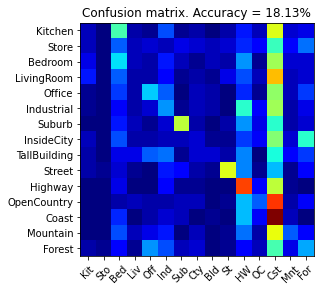 Confusion matrix. Accuracy = 18.13%
Kitchen
Store
Bedroom
LivingRoom
Office
Industrial
Suburb
InsideCity
TallBuilding
Street
Highway
OpenCountry
Coast
Mountain
Forest
Kit Sto Bed Liv Off Ind Sub Cty Bld St HW OC Cst Mnt For